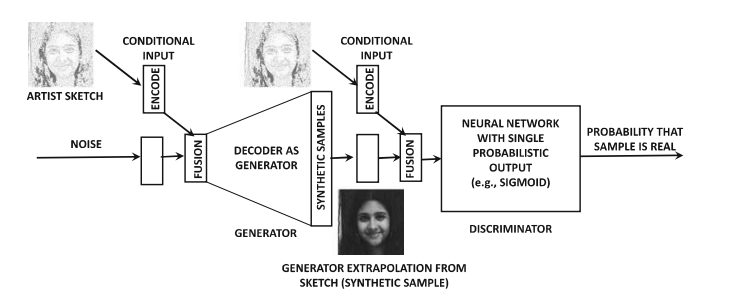 CONDITIONAL
INPUT
ENCODE
ARTIST SKETCH
NOISE
FUSION
DECODER AS
GENERATOR
SYNTHETIC SAMPLES
GENERATOR
CONDITIONAL
INPUT
ENCODE
FUSION
NEURAL NETWORK
WITH SINGLE
PROBABILISTIC
OUTPUT
(e.g., SIGMOID)
DISCRIMINATOR
PROBABILITY THAT
SAMPLE IS REAL
GENERATOR EXTRAPOLATION FROM
SKETCH (SYNTHETIC SAMPLE)